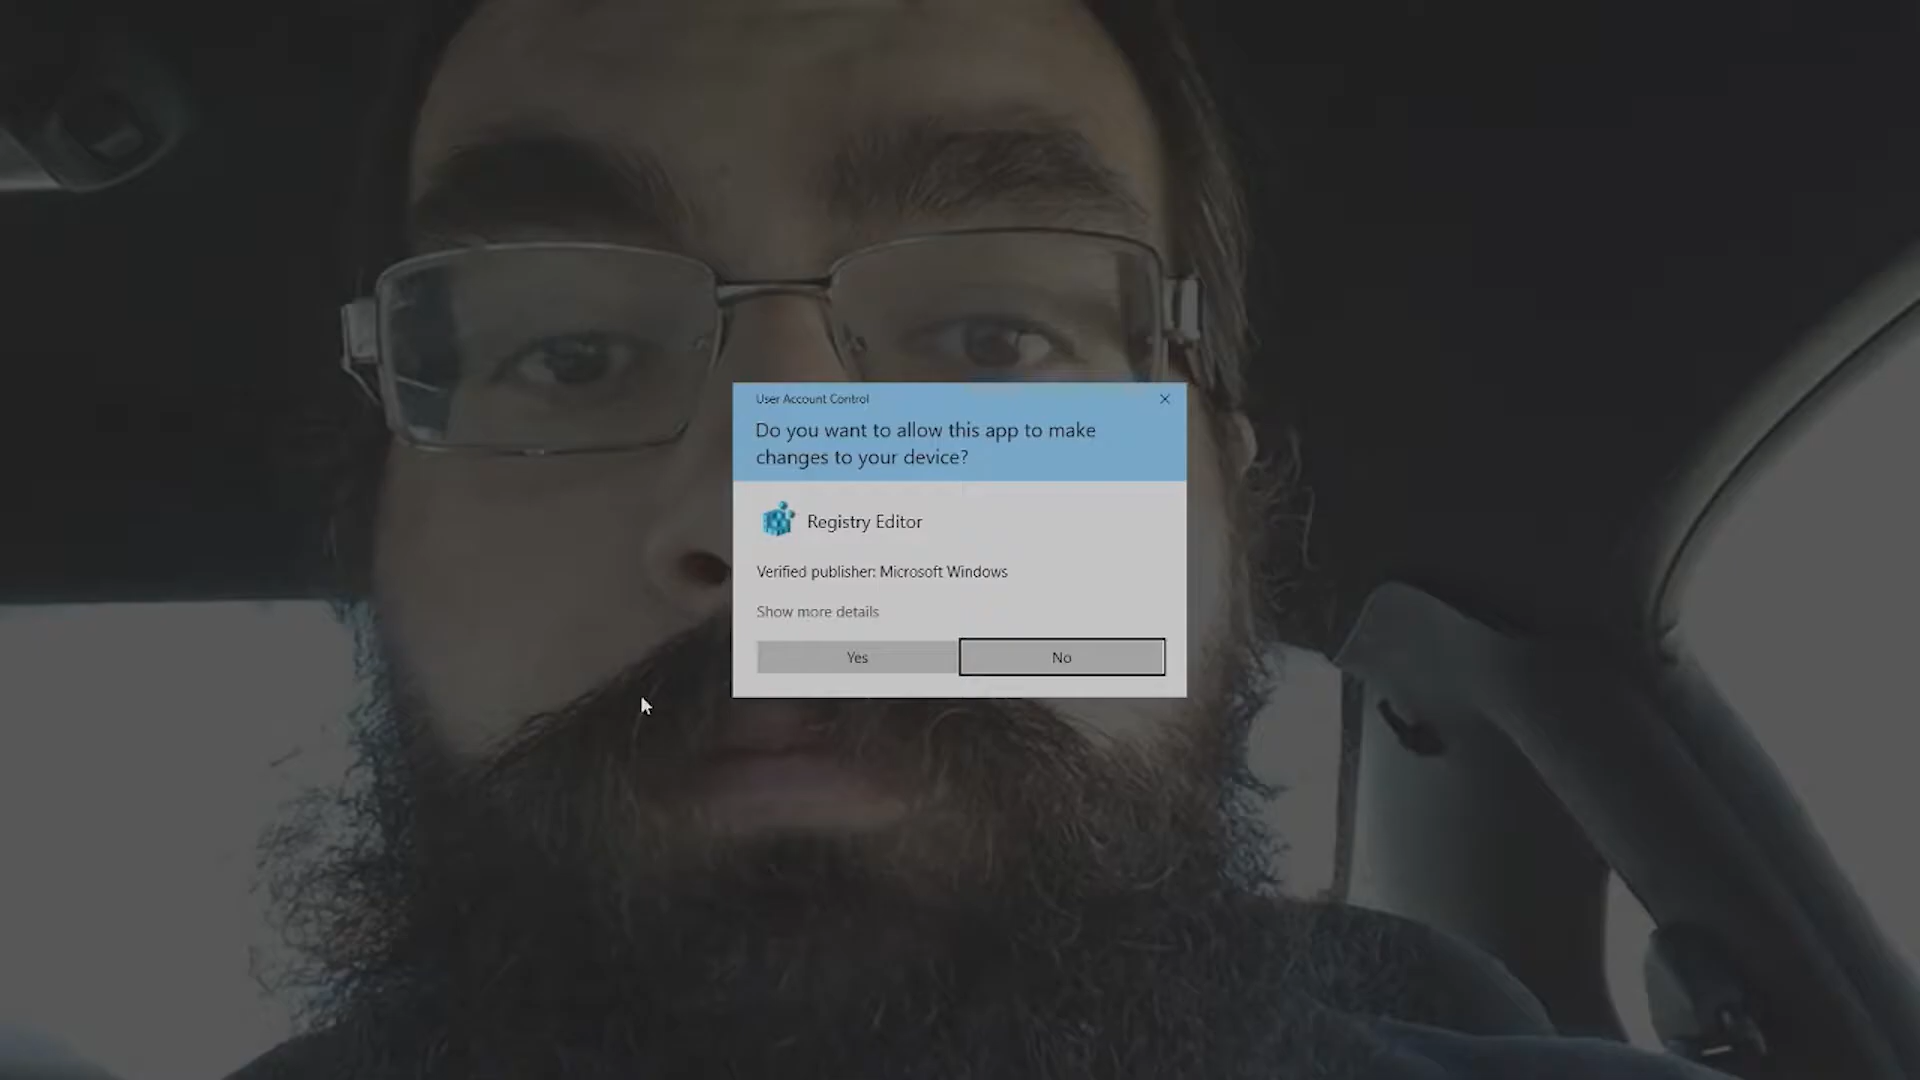 User Account Control
Do you want to allow this app to make
changes to your device?
Registry Editor
Verified publisher: Microsoft Windows
Show more details
Yes
No